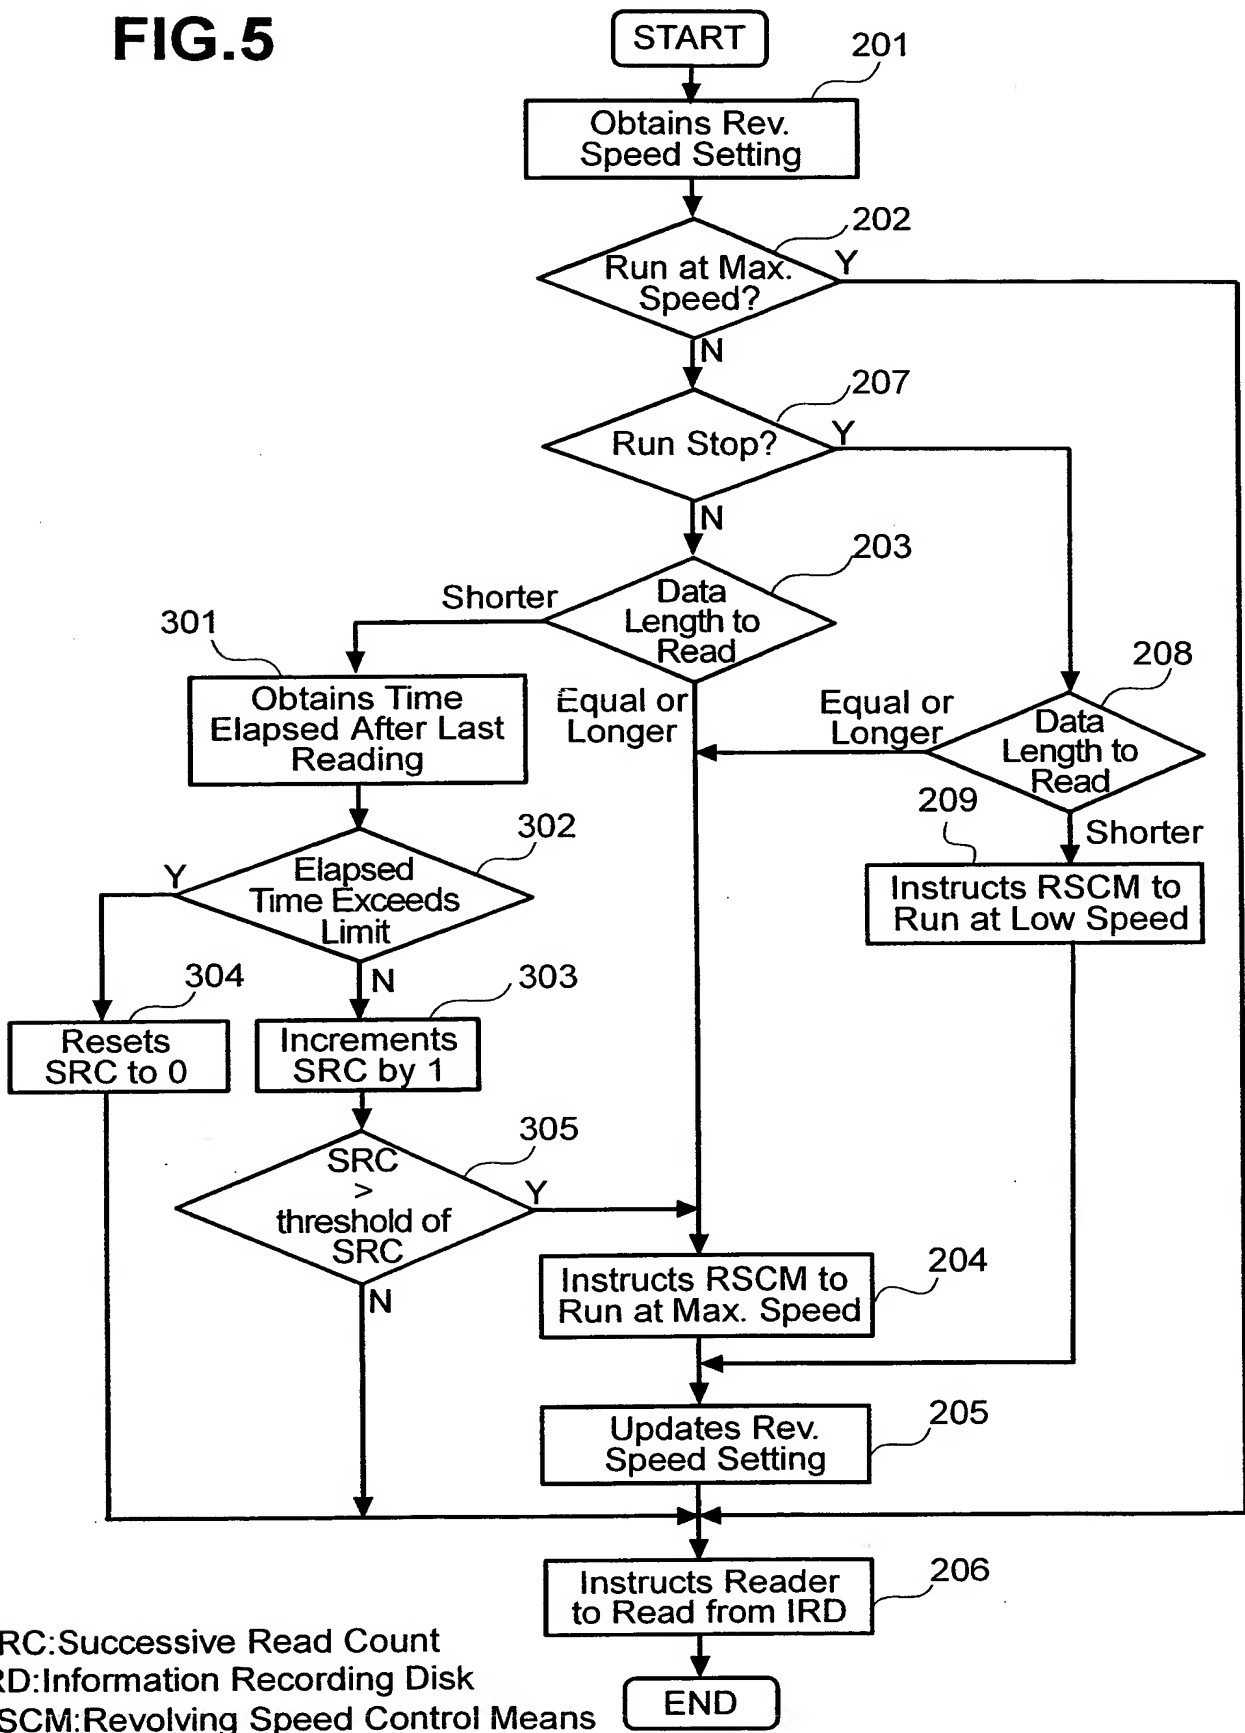 FIG.5
START
201
Obtains Rev.
Speed Setting
202
Run at Max.
Speed?
Y
N
207
Run Stop?
Y
N
203
Data
Length to
Read
Shorter
Equal or
Longer
301
Obtains Time
Elapsed After Last
Reading
208
Data
Length to
Read
Equal or
Longer
Shorter
209
Instructs RSCM to
Run at Low Speed
302
Elapsed
Time Exceeds
Limit
Y
N
304
Resets
SRC to 0
303
Increments
SRC by 1
305
SRC
>
threshold of
SRC
Y
N
204
Instructs RSCM to
Run at Max. Speed
205
Updates Rev.
Speed Setting
206
Instructs Reader
to Read from IRD
END
RC:Successive Read Count
RD:Information Recording Disk
SCM:Revolving Speed Control Means